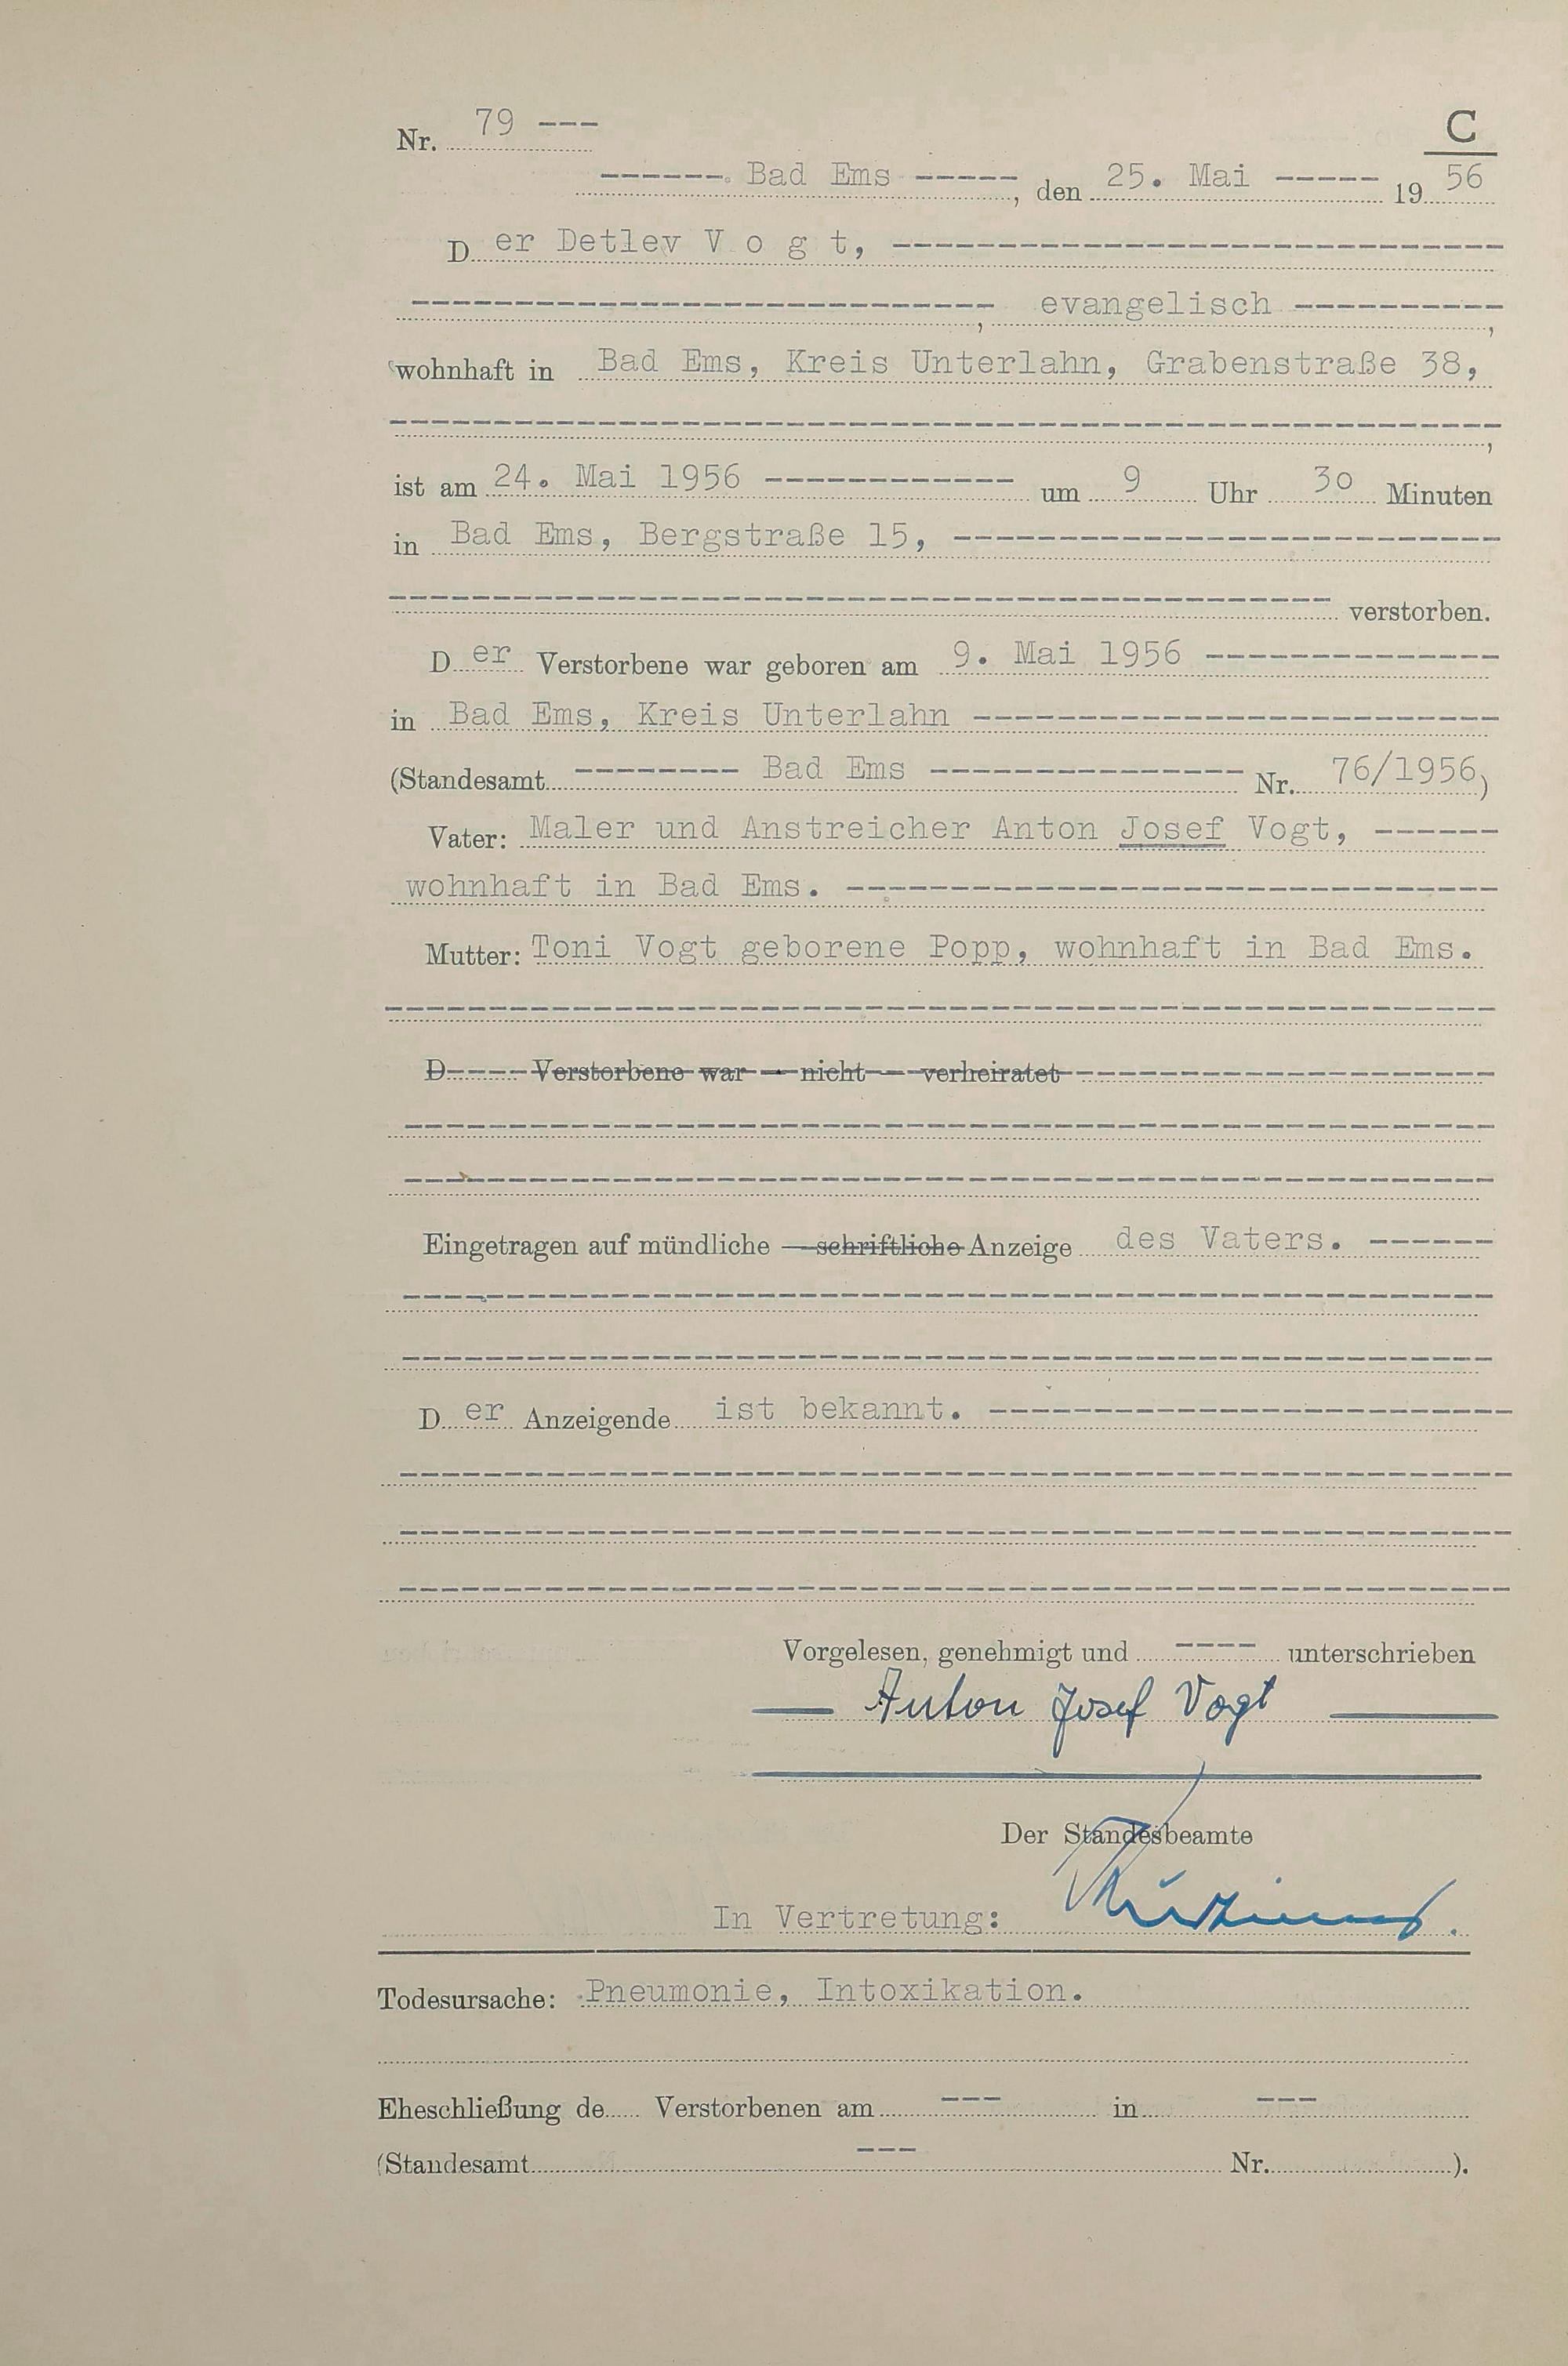 Nr. 79 ---
C
------- Bad Ems -----, den 25. Mai ----- 19 56
Der Detlev V o g t, ------------------------------
----------------------------, evangelisch ----------,
wohnhaft in Bad Ems, Kreis Unterlahn, Grabenstraße 38,
------------------------------------------------------,
ist am 24. Mai 1956 ------------ um 9 Uhr 30 Minuten
in Bad Ems, Bergstraße 15, ---------------------------
---------------------------------------------- verstorben.
Der Verstorbene war geboren am 9. Mai 1956 --------------
in Bad Ems, Kreis Unterlahn --------------------------
(Standesamt -------- Bad Ems --------------- Nr. 76/1956)
Vater: Maler und Anstreicher Anton Josef Vogt, ------
wohnhaft in Bad Ems. --------------------------------
Mutter: Toni Vogt geborene Popp, wohnhaft in Bad Ems.
------------------------------------------------------
D----- Verstorbene war — nicht — verheiratet --------------------
-----------------------------------------------------
-----------------------------------------------------
Eingetragen auf mündliche — schriftliche Anzeige des Vaters. ------
-----------------------------------------------------
-----------------------------------------------------
Der Anzeigende ist bekannt. --------------------------
------------------------------------------------------
------------------------------------------------------
------------------------------------------------------
Vorgelesen, genehmigt und ---- unterschrieben
— Anton Josef Vogt —
Der Standesbeamte
In Vertretung:
Todesursache: Pneumonie, Intoxikation.
Eheschließung de..... Verstorbenen am --- in ---
(Standesamt --- Nr. ).